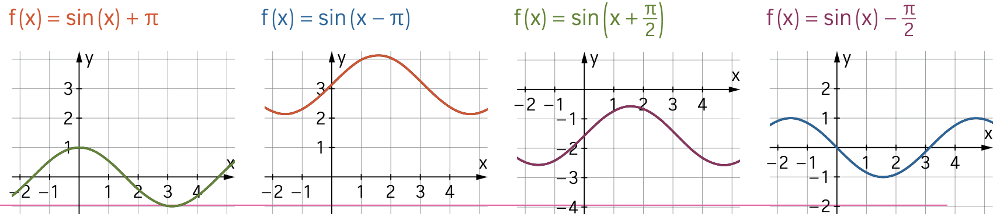 f(x) = sin(x) + π
f(x) = sin(x − π)
f(x) = sin(x + π/2)
f(x) = sin(x) − π/2
y
3
2
1
x
−2 −1 1 2 3 4
y
3
2
1
x
−2 −1 1 2 3 4
y
x
−2 −1 1 2 3 4
−1
−2
−3
−4
y
2
1
x
−2 −1 1 2 3 4
−1
−2